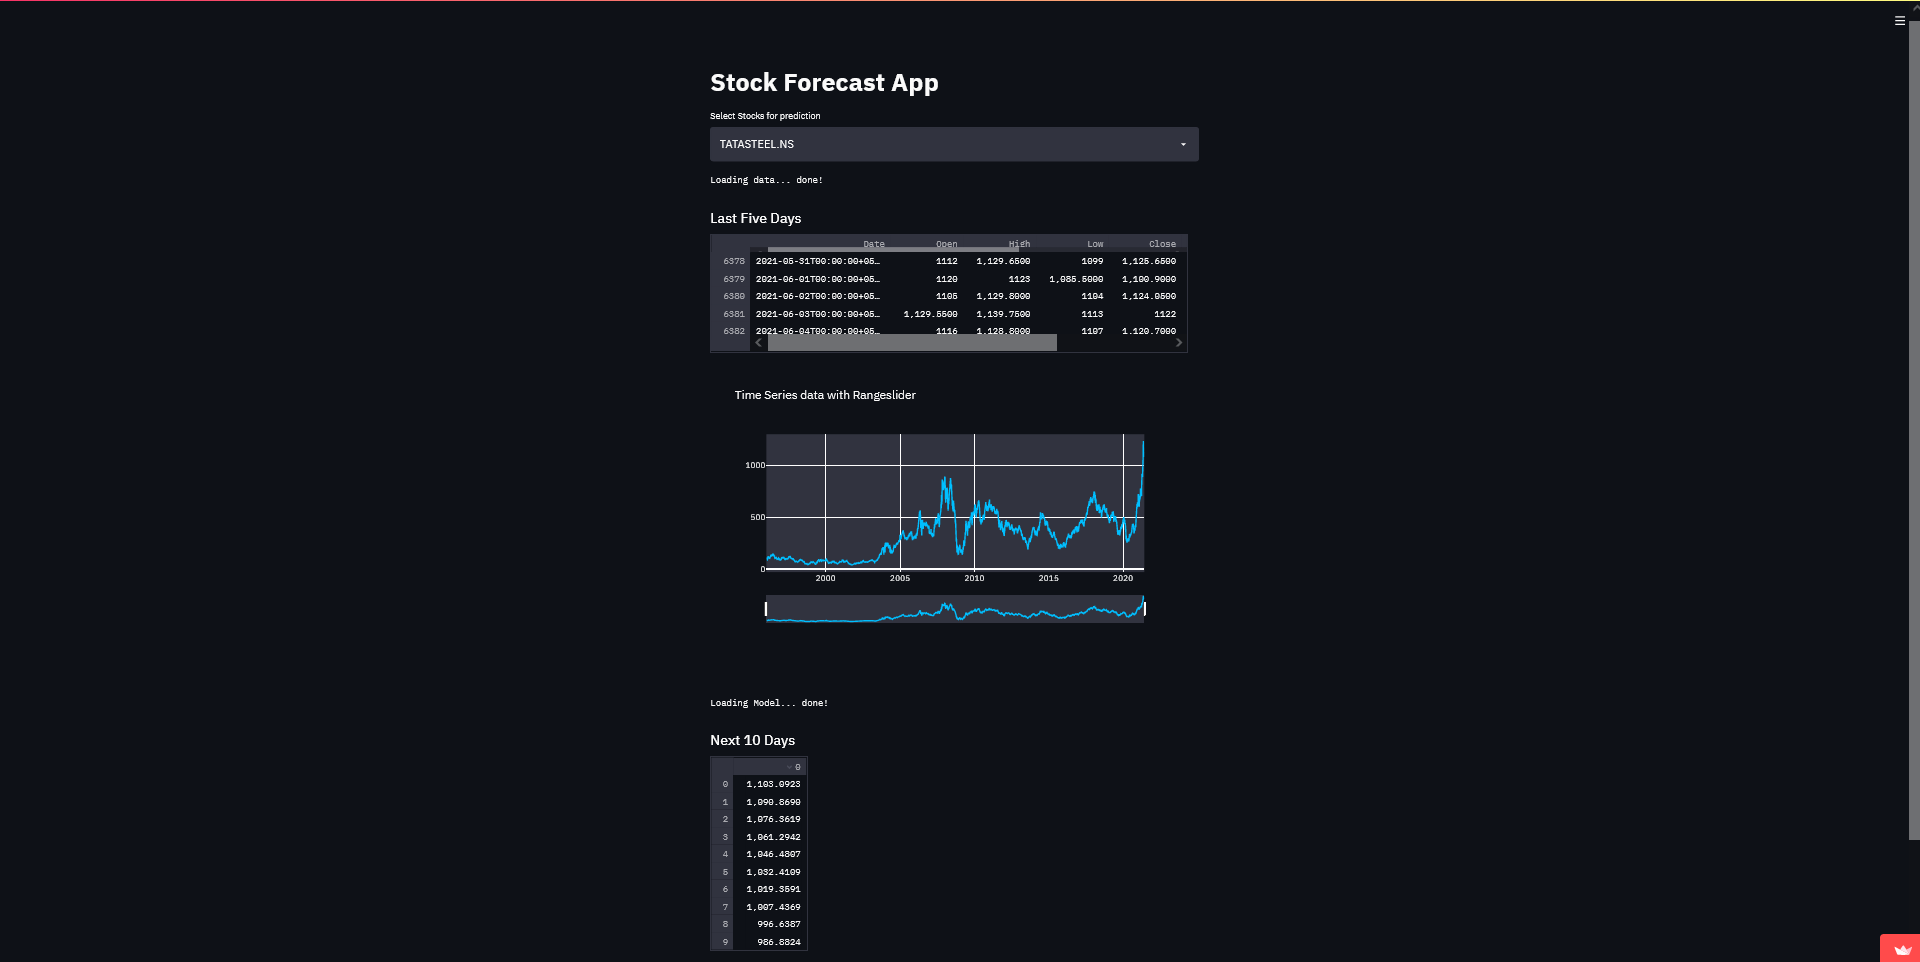 Stock Forecast App
Select Stocks for prediction
TATASTEEL.NS
Loading data... done!
Last Five Days
Date Open High Low Close
6378 2021-05-31T00:00:00+05… 1112 1,129.6500 1099 1,125.6500
6379 2021-06-01T00:00:00+05… 1120 1123 1,085.5000 1,100.9000
6380 2021-06-02T00:00:00+05… 1105 1,129.8000 1104 1,124.0500
6381 2021-06-03T00:00:00+05… 1,129.5500 1,139.7500 1113 1122
6382 2021-06-04T00:00:00+05… 1116 1,128.8000 1107 1,120.7000
Time Series data with Rangeslider
1000
500
0
2000 2005 2010 2015 2020
Loading Model... done!
Next 10 Days
0
0 1,103.0923
1 1,090.8690
2 1,076.3619
3 1,061.2942
4 1,046.4807
5 1,032.4109
6 1,019.3591
7 1,007.4369
8 996.6387
9 986.8824